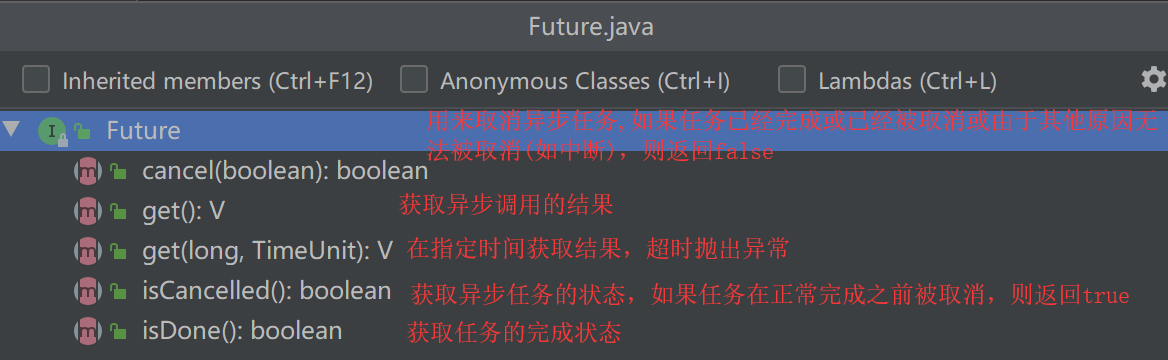 Future.java
Inherited members (Ctrl+F12) Anonymous Classes (Ctrl+I) Lambdas (Ctrl+L)
I Future 用来取消异步任务,如果任务已经完成或已经被取消或由于其他原因无
法被取消(如中断)，则返回false
m cancel(boolean): boolean
m get(): V 获取异步调用的结果
m get(long, TimeUnit): V 在指定时间获取结果，超时抛出异常
m isCancelled(): boolean 获取异步任务的状态，如果任务在正常完成之前被取消，则返回true
m isDone(): boolean 获取任务的完成状态